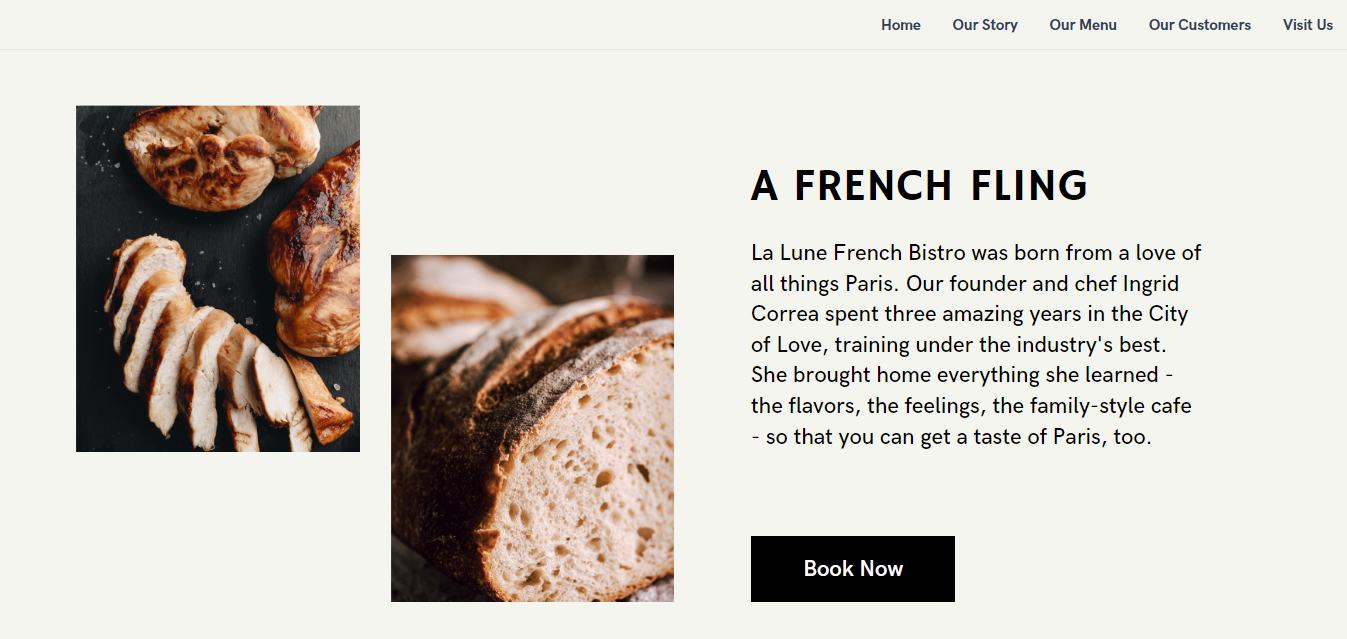 Home Our Story Our Menu Our Customers Visit Us
A FRENCH FLING
La Lune French Bistro was born from a love of
all things Paris. Our founder and chef Ingrid
Correa spent three amazing years in the City
of Love, training under the industry's best.
She brought home everything she learned -
the flavors, the feelings, the family-style cafe
- so that you can get a taste of Paris, too.
Book Now